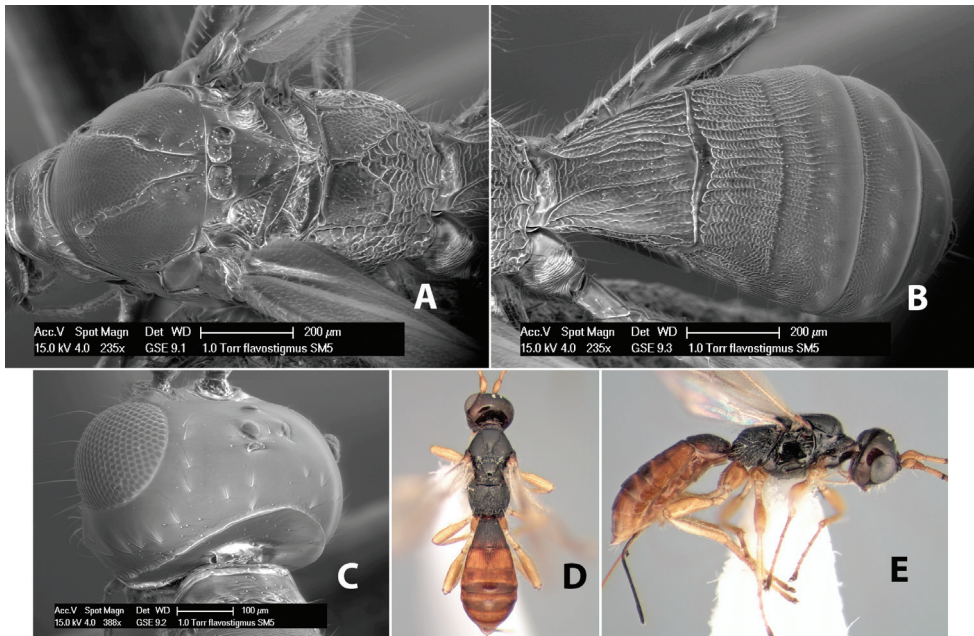 A
Acc.V Spot Magn Det WD 200 µm
15.0 kV 4.0 235x GSE 9.1 1.0 Torr flavostigmus SM5
B
Acc.V Spot Magn Det WD 200 µm
15.0 kV 4.0 235x GSE 9.3 1.0 Torr flavostigmus SM5
C
Acc.V Spot Magn Det WD 100 µm
15.0 kV 4.0 388x GSE 9.2 1.0 Torr flavostigmus SM5
D
E